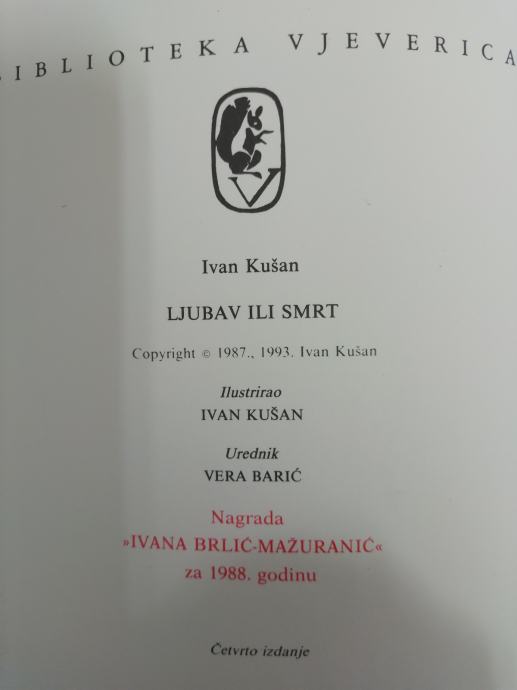 BIBLIOTEKA VJEVERICA
V
Ivan Kušan
LJUBAV ILI SMRT
Copyright © 1987., 1993. Ivan Kušan
Ilustrirao
IVAN KUŠAN
Urednik
VERA BARIĆ
Nagrada
»IVANA BRLIĆ-MAŽURANIĆ«
za 1988. godinu
Četvrto izdanje